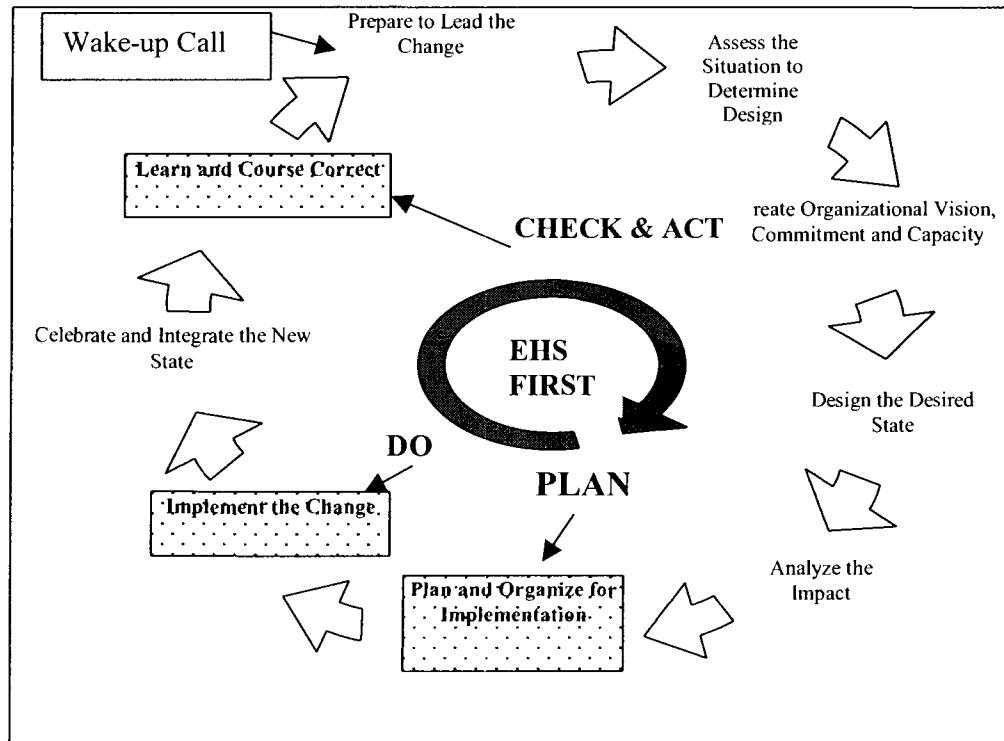 Wake-up Call
Prepare to Lead the
Change
Assess the
Situation to
Determine
Design
reate Organizational Vision,
Commitment and Capacity
Design the Desired
State
Analyze the
Impact
Plan and Organize for
Implementation
Implement the Change
Celebrate and Integrate the New
State
Learn and Course Correct
CHECK & ACT
EHS
FIRST
DO
PLAN